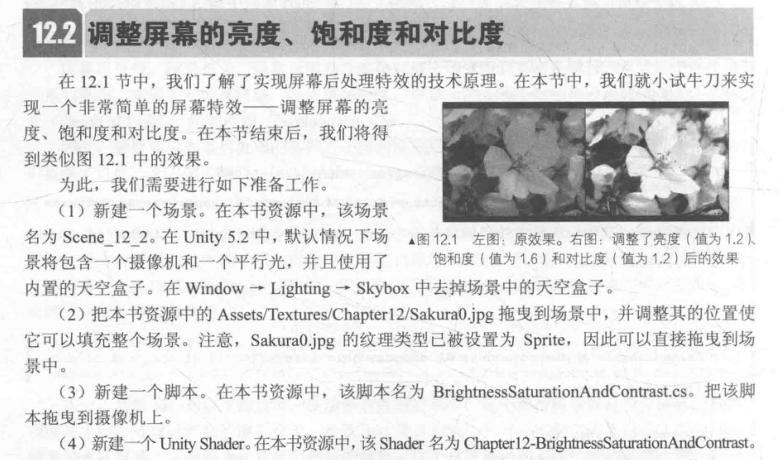 12.2 调整屏幕的亮度、饱和度和对比度
在 12.1 节中，我们了解了实现屏幕后处理特效的技术原理。在本节中，我们就小试牛刀来实
现一个非常简单的屏幕特效——调整屏幕的亮
度、饱和度和对比度。在本节结束后，我们将得
到类似图 12.1 中的效果。
为此，我们需要进行如下准备工作。
（1）新建一个场景。在本书资源中，该场景
名为 Scene_12_2。在 Unity 5.2 中，默认情况下场
景将包含一个摄像机和一个平行光，并且使用了
▲图 12.1 左图：原效果。右图：调整了亮度（值为 1.2）、
饱和度（值为 1.6）和对比度（值为 1.2）后的效果
内置的天空盒子。在 Window → Lighting → Skybox 中去掉场景中的天空盒子。
（2）把本书资源中的 Assets/Textures/Chapter12/Sakura0.jpg 拖曳到场景中，并调整其的位置使
它可以填充整个场景。注意，Sakura0.jpg 的纹理类型已被设置为 Sprite，因此可以直接拖曳到场
景中。
（3）新建一个脚本。在本书资源中，该脚本名为 BrightnessSaturationAndContrast.cs。把该脚
本拖曳到摄像机上。
（4）新建一个 Unity Shader。在本书资源中，该 Shader 名为 Chapter12-BrightnessSaturationAndContrast。